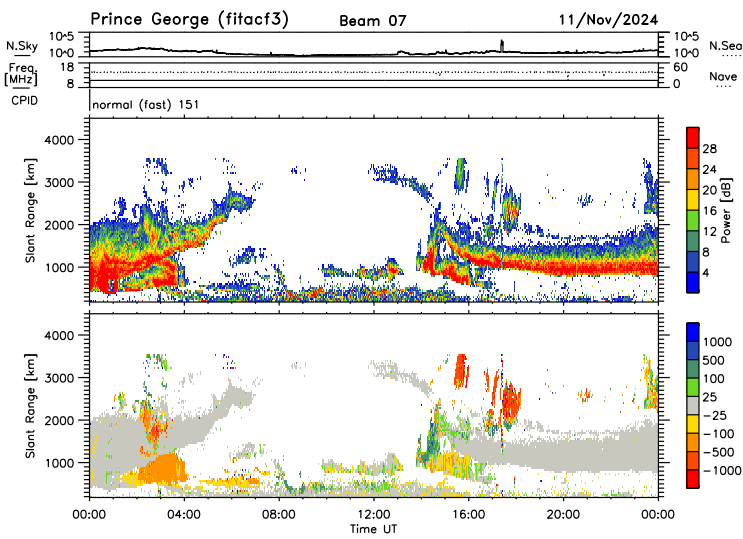 Prince George (fitacf3) Beam 07 11/Nov/2024
N.Sky 10^5 10^0 10^5 10^0 N.Sea
Freq [MHz] 18 8 60 0 Nave
CPID normal (fast) 151
Slant Range [km] 4000 3000 2000 1000
28 24 20 16 12 8 4 Power [dB]
Slant Range [km] 4000 3000 2000 1000
1000 500 100 25 -25 -100 -500 -1000
00:00 04:00 08:00 12:00 16:00 20:00 00:00
Time UT